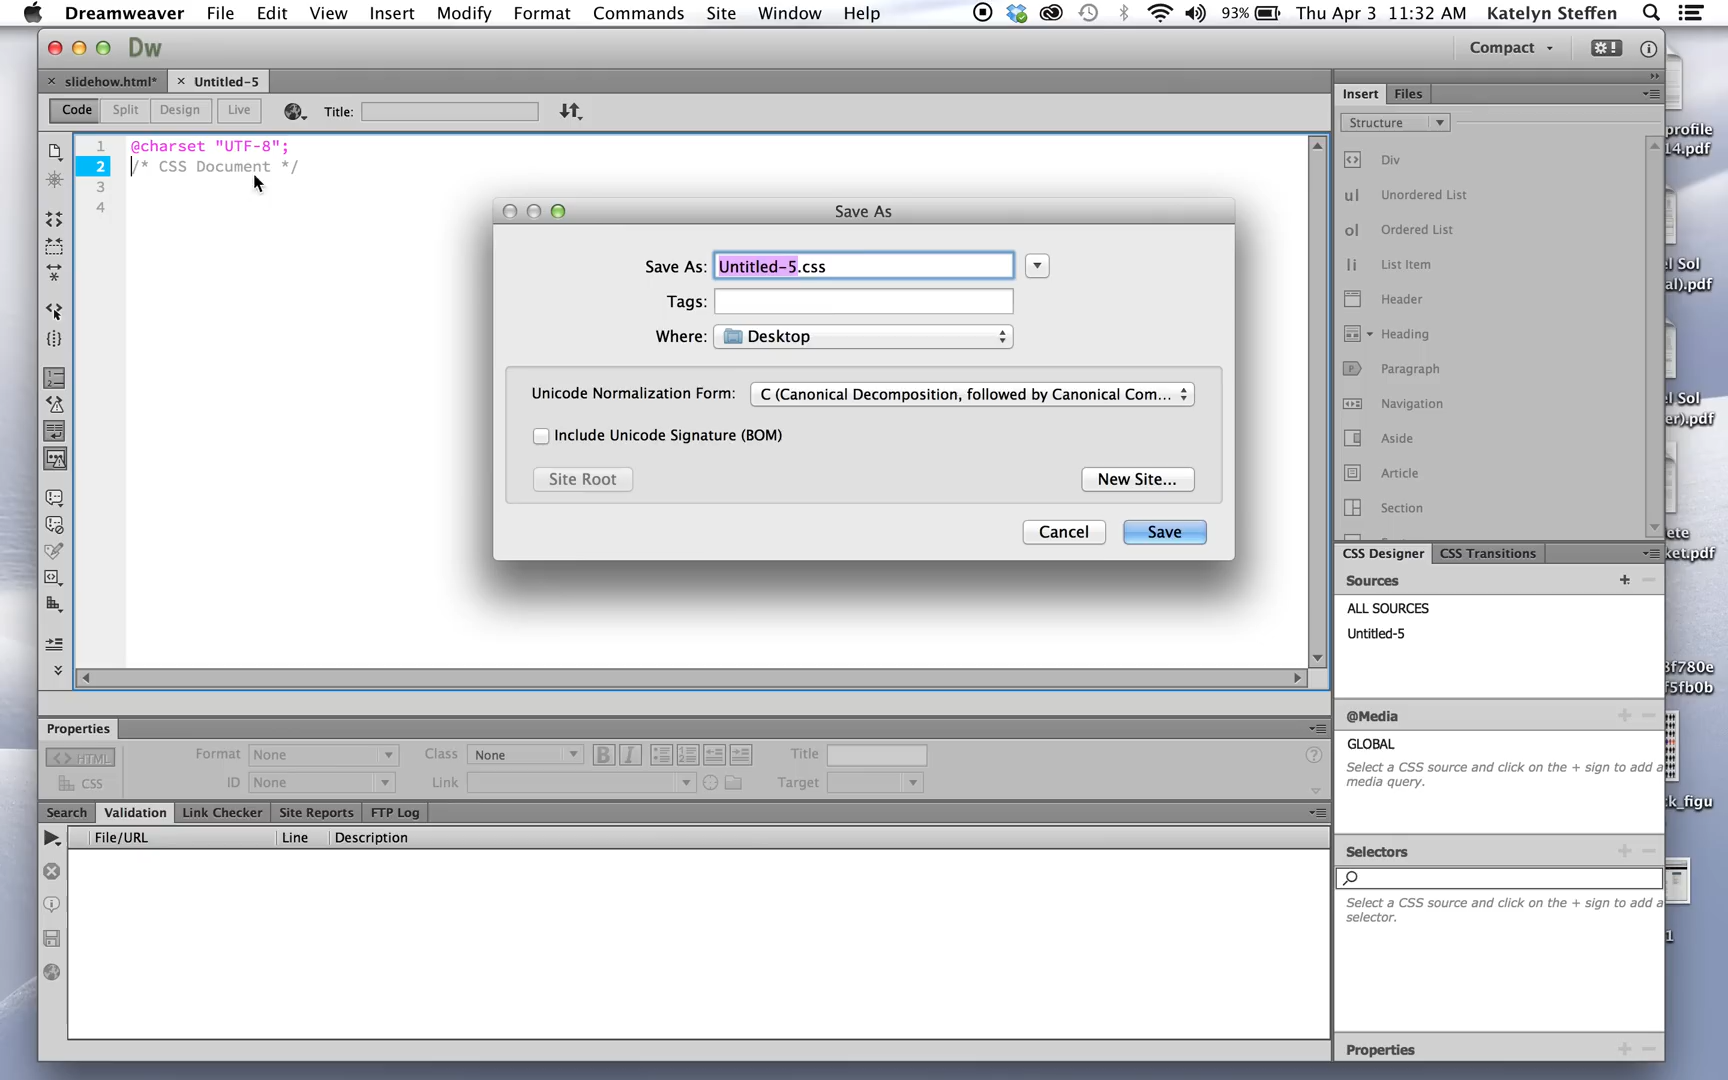 Dreamweaver File Edit View Insert Modify Format Commands Site Window Help 93% Thu Apr 3 11:32 AM Katelyn Steffen
Dw Compact
slidehow.html* Untitled-5
Insert Files
Code Split Design Live Title:
Structure
1 @charset "UTF-8";
2 /* CSS Document */
3
4
Save As
Save As: Untitled-5.css
Tags:
Where: Desktop
Unicode Normalization Form: C (Canonical Decomposition, followed by Canonical Com...
Include Unicode Signature (BOM)
Site Root New Site...
Cancel Save
Div
ul Unordered List
ol Ordered List
li List Item
Header
Heading
Paragraph
Navigation
Aside
Article
Section
CSS Designer CSS Transitions
Sources
ALL SOURCES
Untitled-5
@Media
GLOBAL
Select a CSS source and click on the + sign to add a
media query.
Selectors
Select a CSS source and click on the + sign to add a
selector.
Properties
profile
14.pdf
el Sol
al).pdf
el Sol
er).pdf
ete
ket.pdf
3f780e
f5fb0b
ck_figu
1
Properties
<> HTML Format None Class None B I Title
CSS ID None Link Target
Search Validation Link Checker Site Reports FTP Log
File/URL Line Description